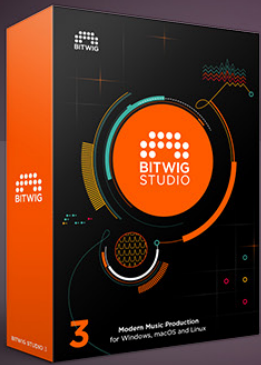 BITWIG
BITWIG
STUDIO
BITWIG
3
Modern Music Production
for Windows, macOS and Linux
BITWIG STUDIO 3